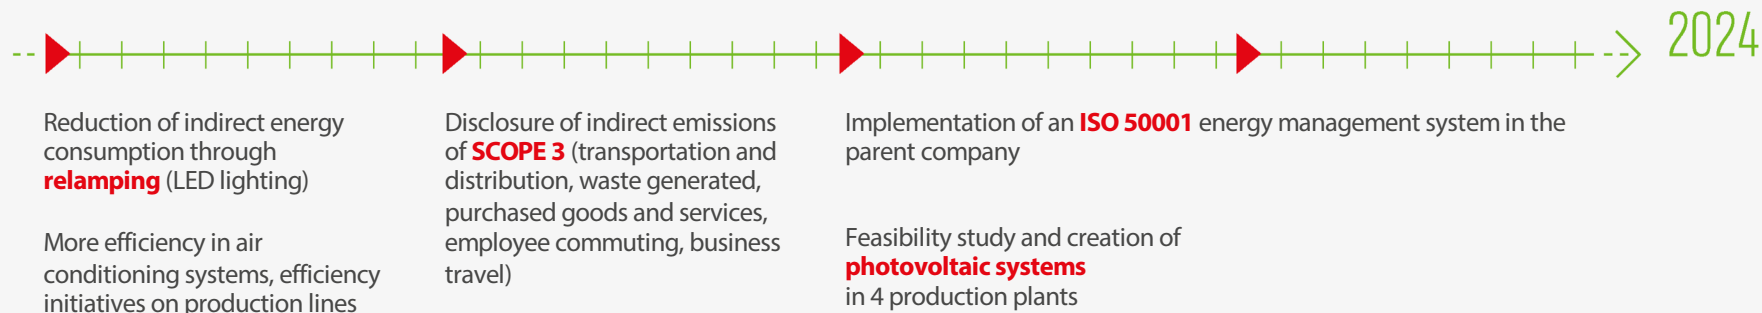 2024
Reduction of indirect energy
consumption through
relamping (LED lighting)
More efficiency in air
conditioning systems, efficiency
initiatives on production lines
Disclosure of indirect emissions
of SCOPE 3 (transportation and
distribution, waste generated,
purchased goods and services,
employee commuting, business
travel)
Implementation of an ISO 50001 energy management system in the
parent company
Feasibility study and creation of
photovoltaic systems
in 4 production plants